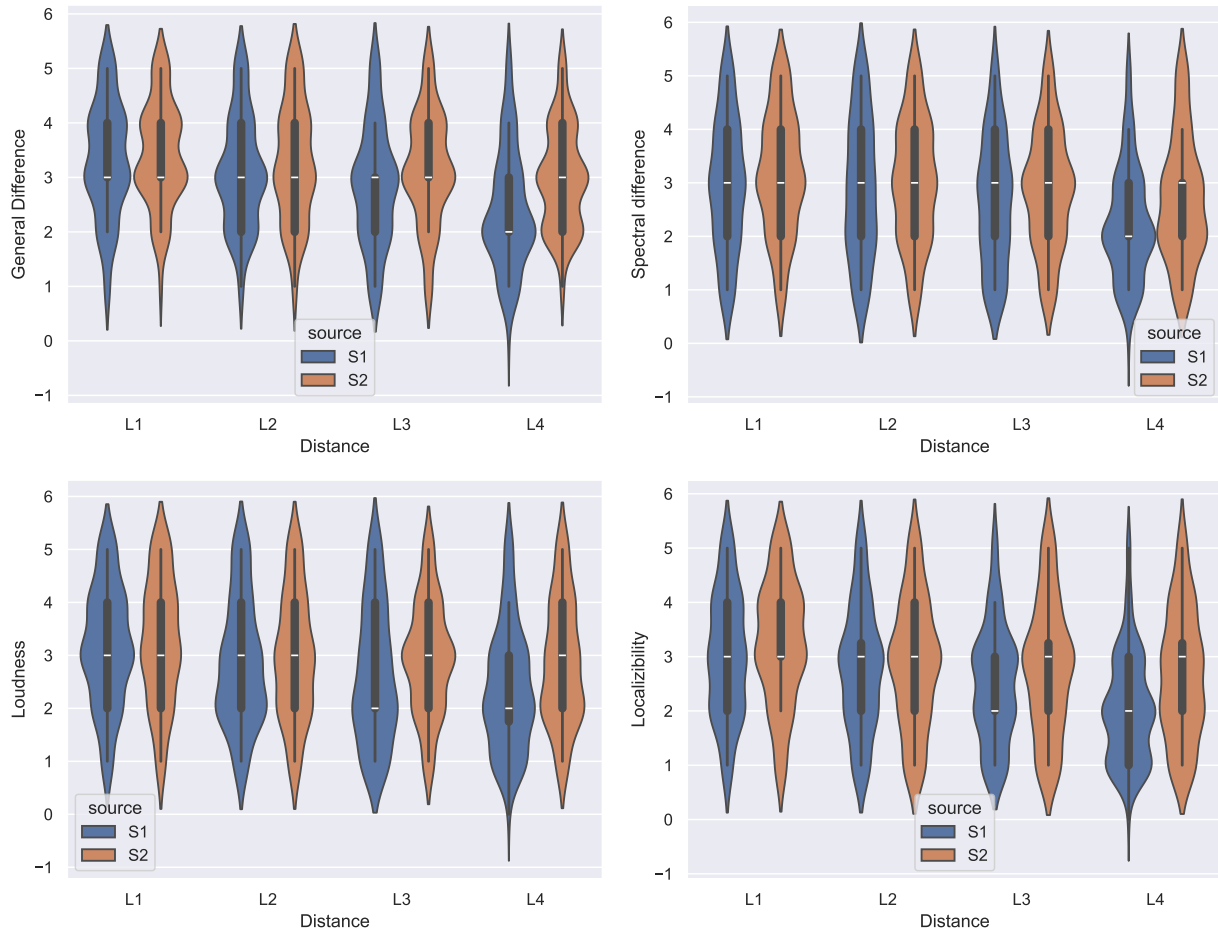 6
5
4
3
2
1
0
−1
General Difference
source
S1
S2
L1 L2 L3 L4
Distance
6
5
4
3
2
1
0
−1
Spectral difference
source
S1
S2
L1 L2 L3 L4
Distance
6
5
4
3
2
1
0
−1
Loudness
source
S1
S2
L1 L2 L3 L4
Distance
6
5
4
3
2
1
0
−1
Localizibility
source
S1
S2
L1 L2 L3 L4
Distance